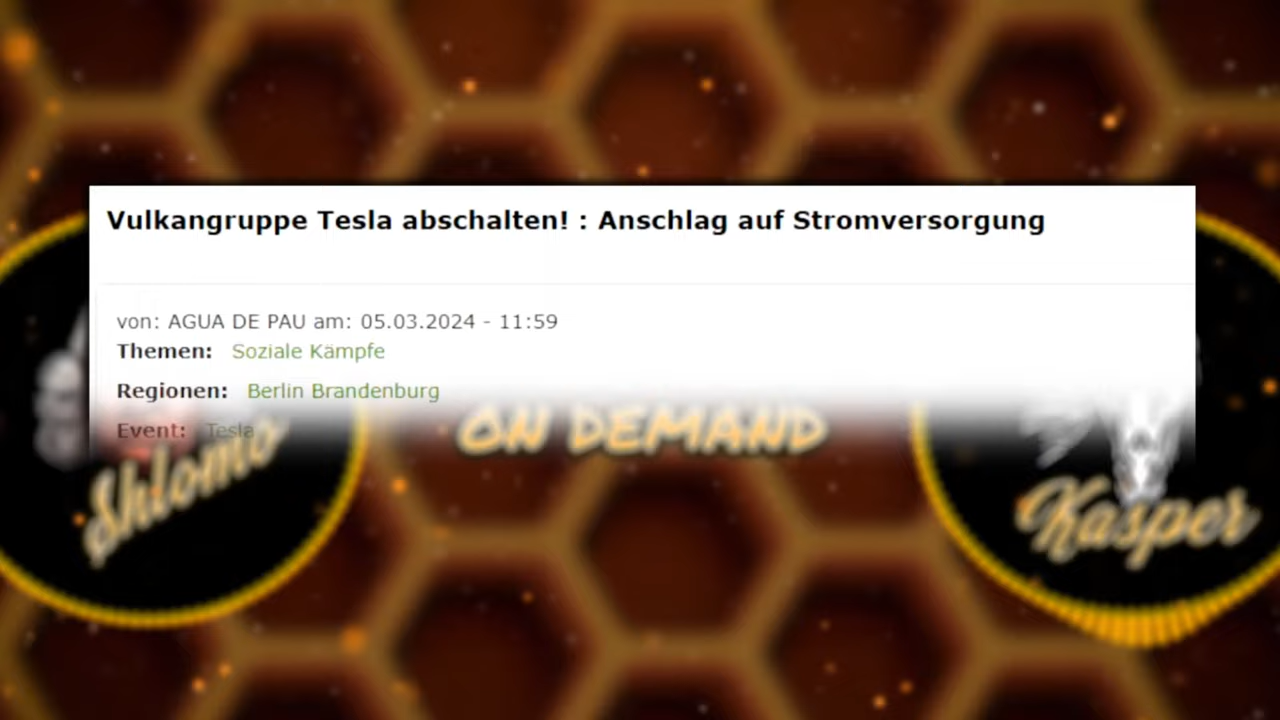 Vulkangruppe Tesla abschalten! : Anschlag auf Stromversorgung
von: AGUA DE PAU am: 05.03.2024 - 11:59
Themen: Soziale Kämpfe
Regionen: Berlin Brandenburg
Event: Tesla
ON DEMAND
Shlomo
Kasper